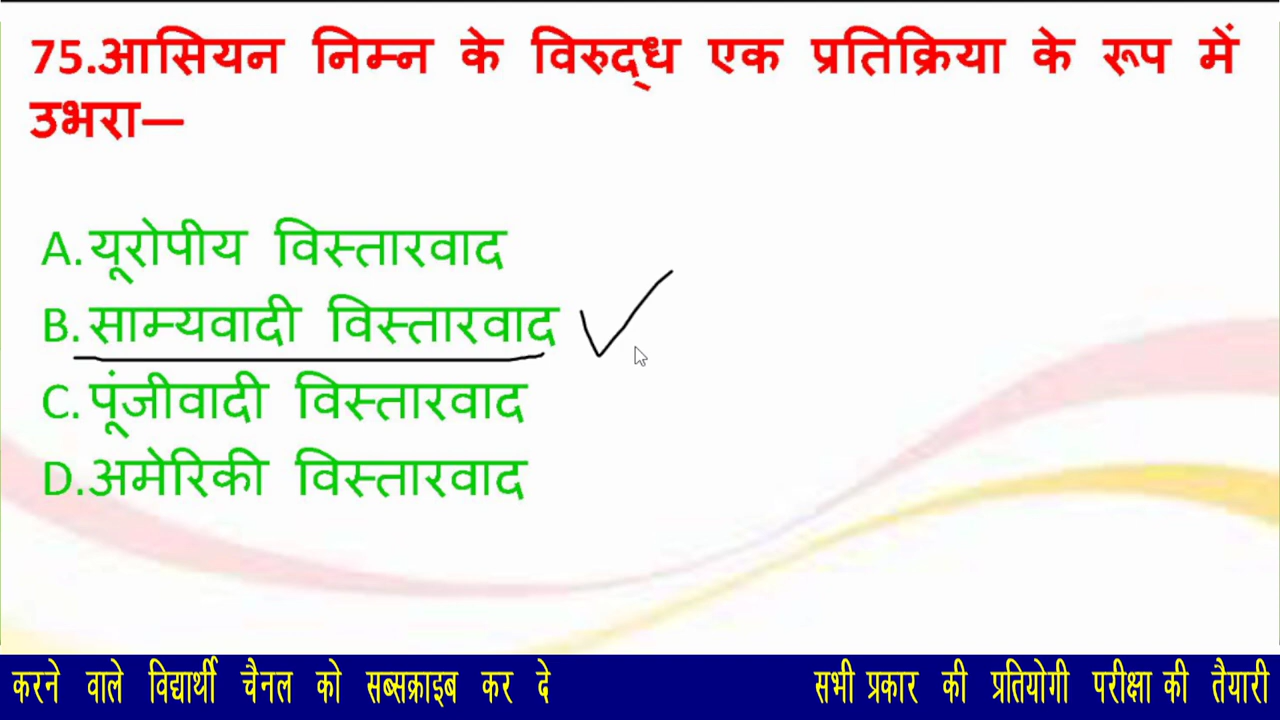 75.आसियन निम्न के विरुद्ध एक प्रतिक्रिया के रूप में
उभरा—
A.यूरोपीय विस्तारवाद
B.साम्यवादी विस्तारवाद
C.पूंजीवादी विस्तारवाद
D.अमेरिकी विस्तारवाद
करने वाले विद्यार्थी चैनल को सब्सक्राइब कर दे सभी प्रकार की प्रतियोगी परीक्षा की तैयारी